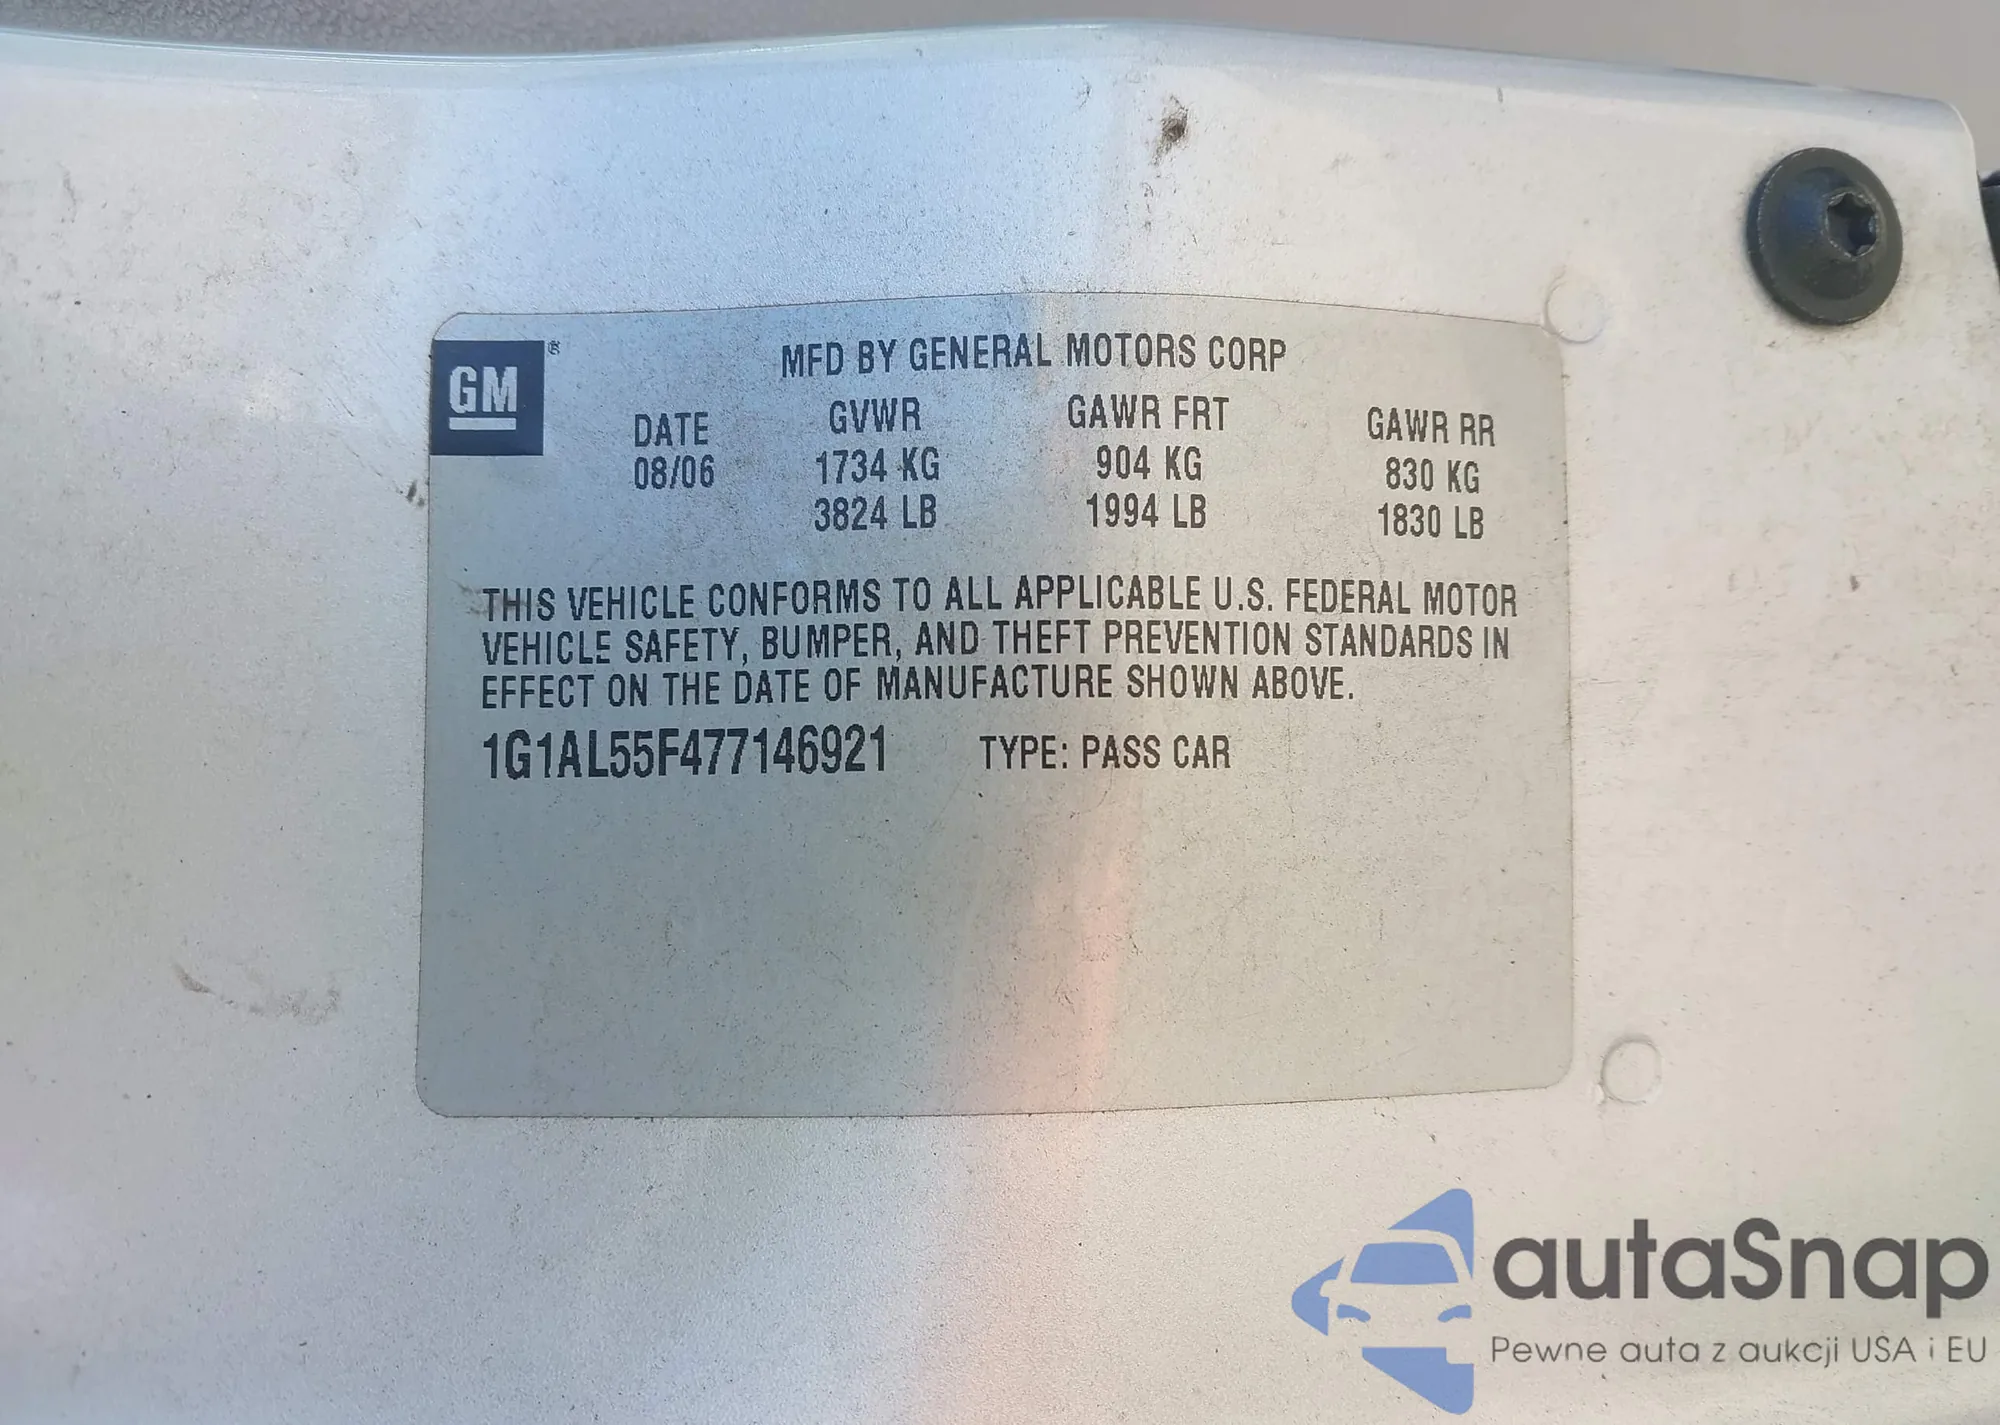 GM ®
MFD BY GENERAL MOTORS CORP
DATE GVWR GAWR FRT GAWR RR
08/06 1734 KG 904 KG 830 KG
3824 LB 1994 LB 1830 LB
THIS VEHICLE CONFORMS TO ALL APPLICABLE U.S. FEDERAL MOTOR
VEHICLE SAFETY, BUMPER, AND THEFT PREVENTION STANDARDS IN
EFFECT ON THE DATE OF MANUFACTURE SHOWN ABOVE.
1G1AL55F477146921 TYPE: PASS CAR
autaSnap
Pewne auta z aukcji USA i EU